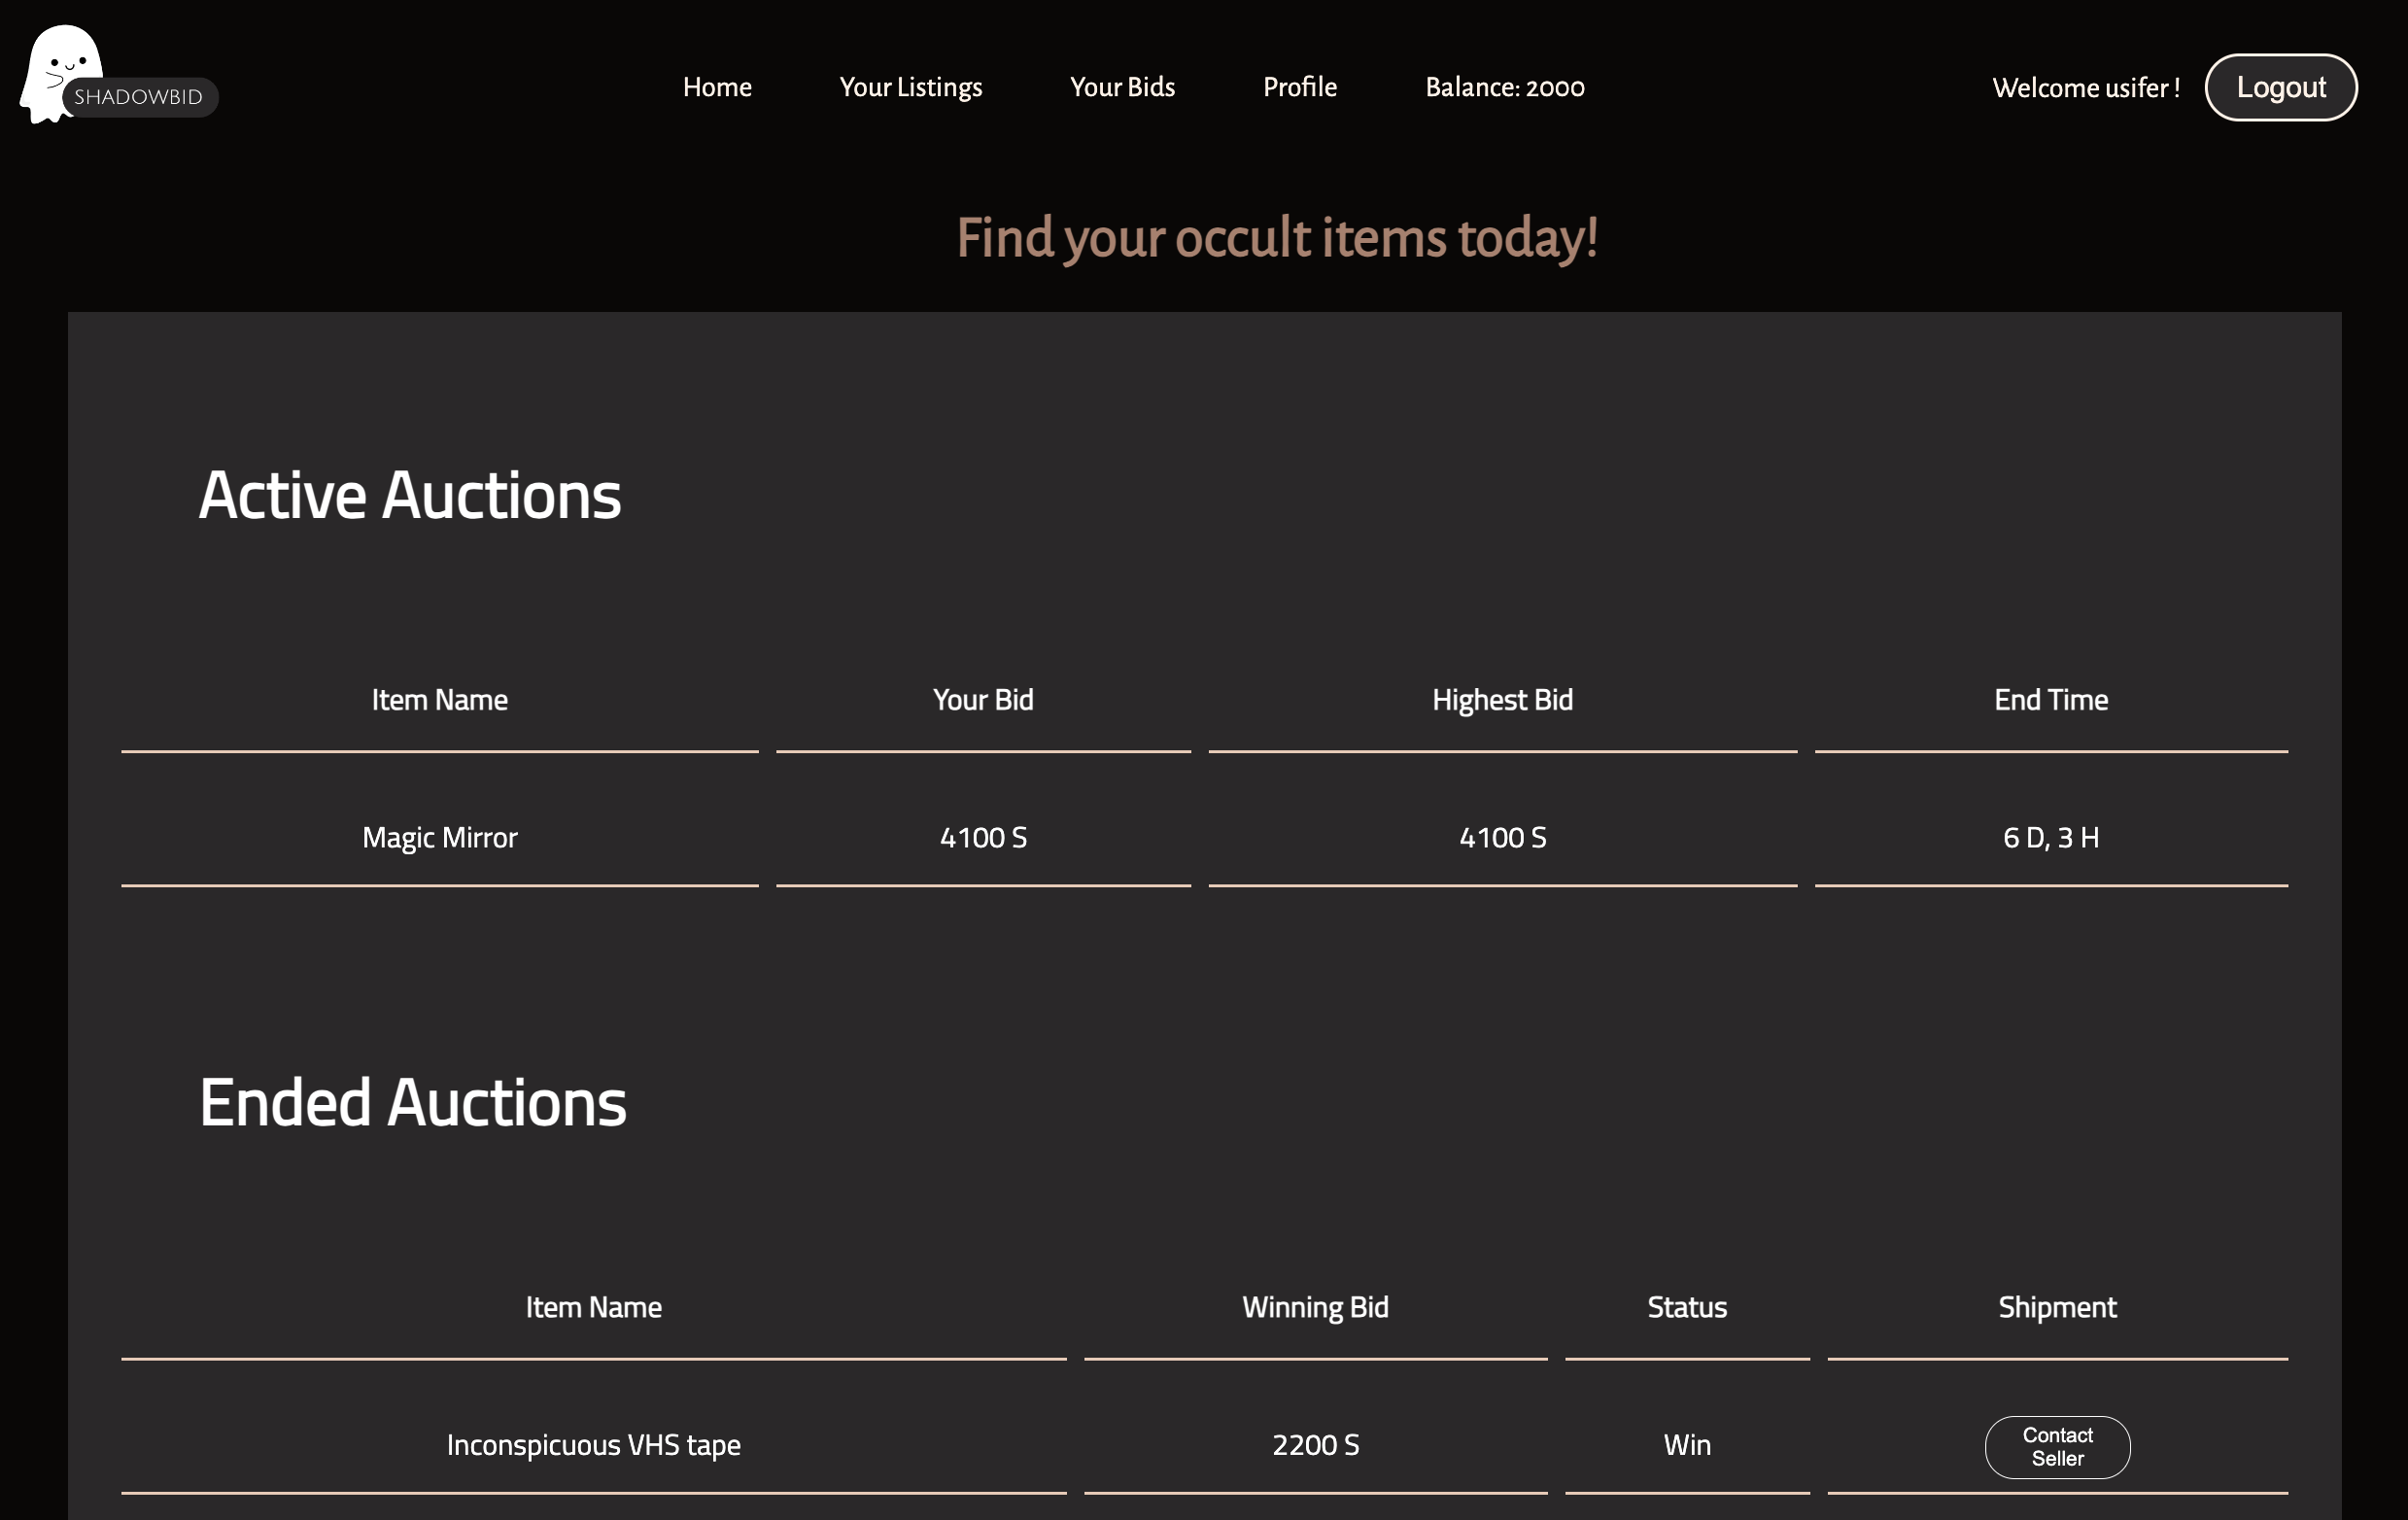 SHADOWBID
Home Your Listings Your Bids Profile Balance: 2000 Welcome usifer ! Logout
Find your occult items today!
Active Auctions
Item Name Your Bid Highest Bid End Time
Magic Mirror 4100 S 4100 S 6 D, 3 H
Ended Auctions
Item Name Winning Bid Status Shipment
Inconspicuous VHS tape 2200 S Win Contact
Seller